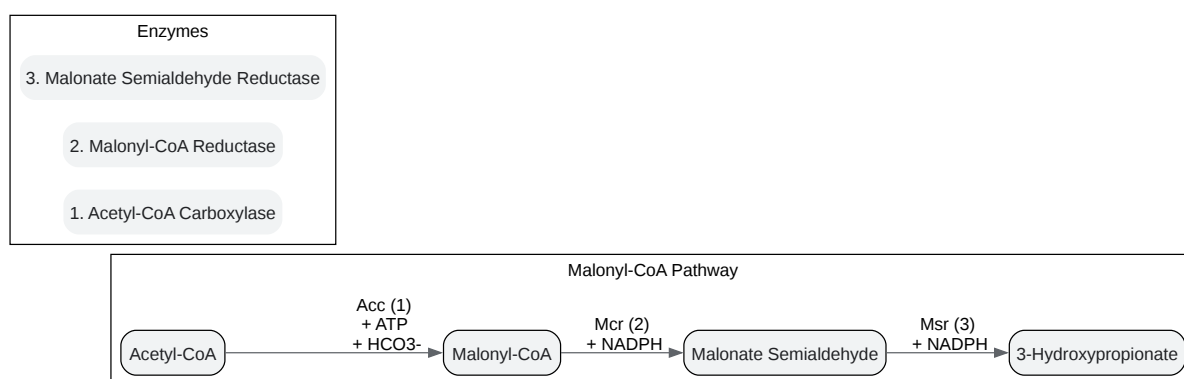 Enzymes
3. Malonate Semialdehyde Reductase
2. Malonyl-CoA Reductase
1. Acetyl-CoA Carboxylase
Malonyl-CoA Pathway
Acetyl-CoA
Acc (1)
+ ATP
+ HCO3-
Malonyl-CoA
Mcr (2)
+ NADPH
Malonate Semialdehyde
Msr (3)
+ NADPH
3-Hydroxypropionate